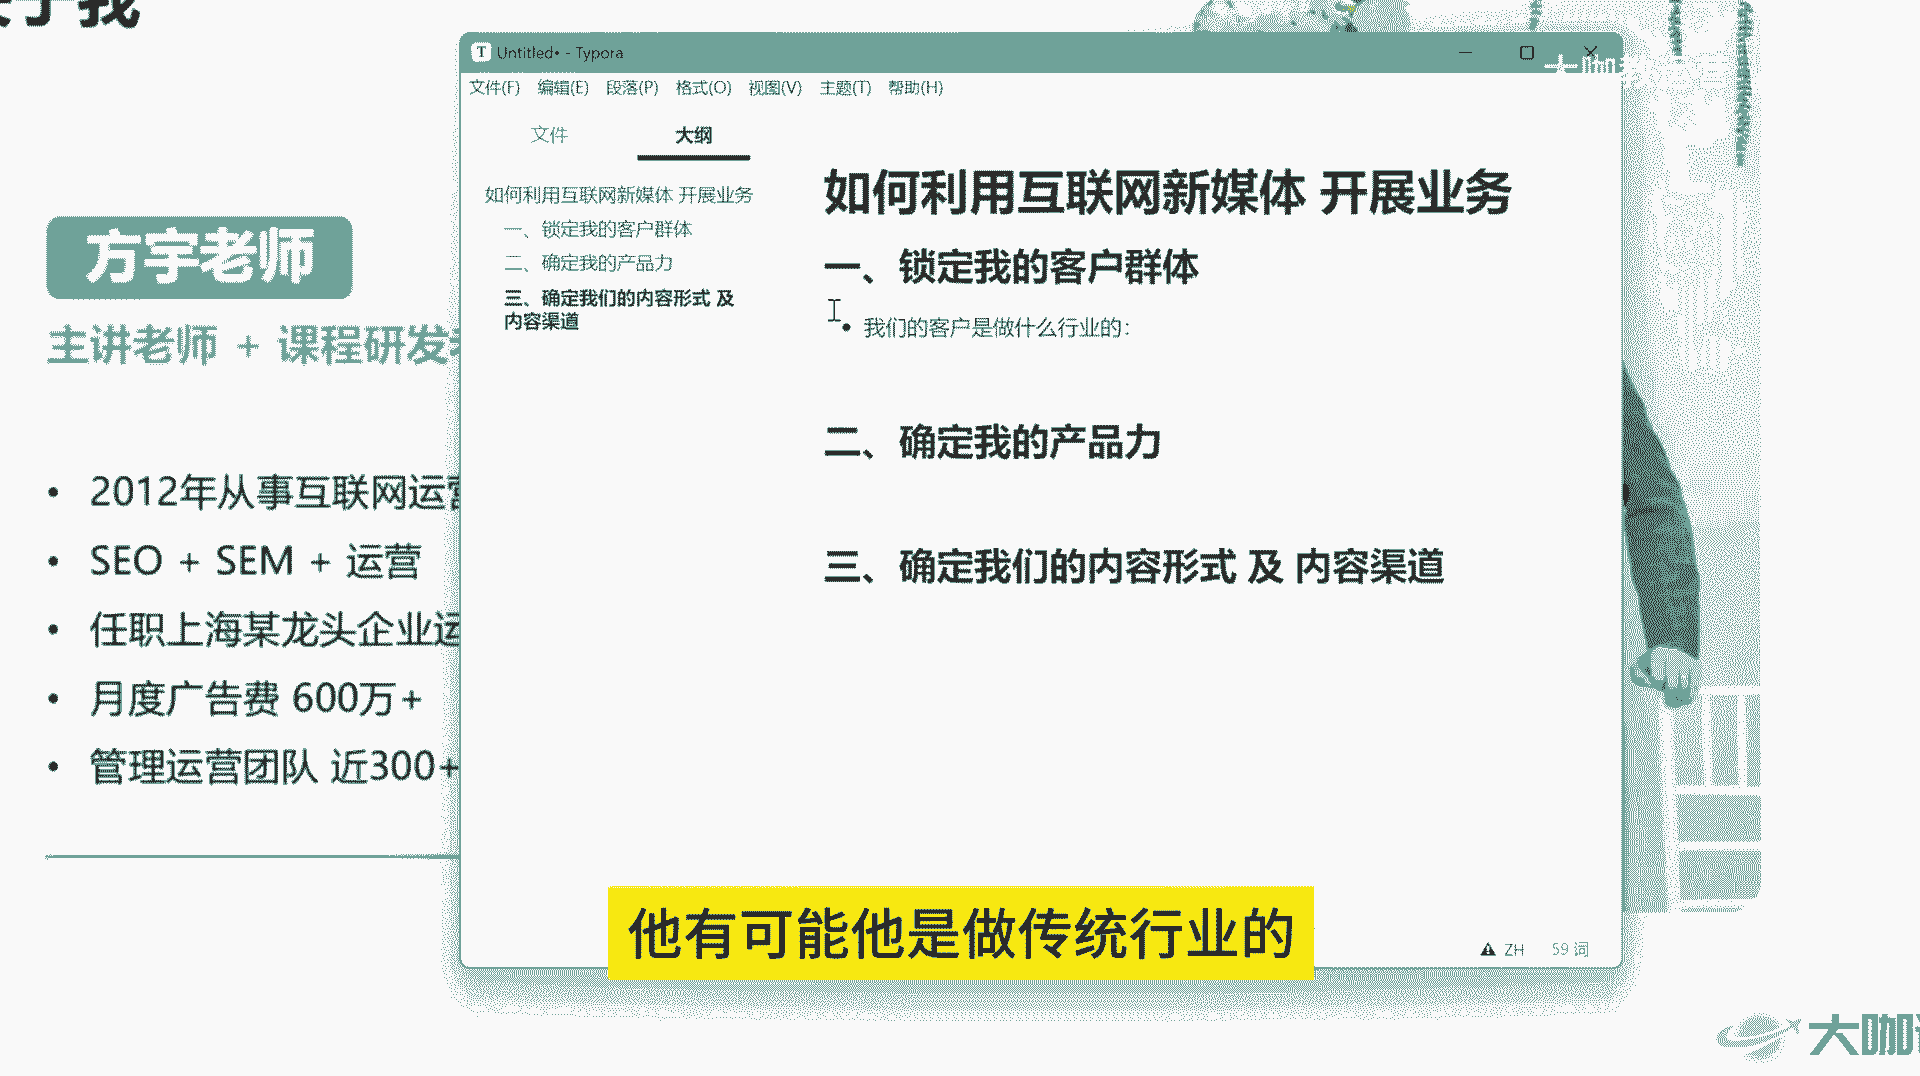 于我
Untitled• - Typora
大咖
文件(F) 编辑(E) 段落(P) 格式(O) 视图(V) 主题(T) 帮助(H)
文件 大纲
如何利用互联网新媒体 开展业务
一、锁定我的客户群体
二、确定我的产品力
三、确定我们的内容形式 及
内容渠道
如何利用互联网新媒体 开展业务
一、锁定我的客户群体
• 我们的客户是做什么行业的：
二、确定我的产品力
三、确定我们的内容形式 及 内容渠道
方宇老师
主讲老师 + 课程研发
• 2012年从事互联网运营
• SEO + SEM + 运营
• 任职上海某龙头企业运
• 月度广告费 600万+
• 管理运营团队 近300+
他有可能他是做传统行业的
ZH 59 词
大咖